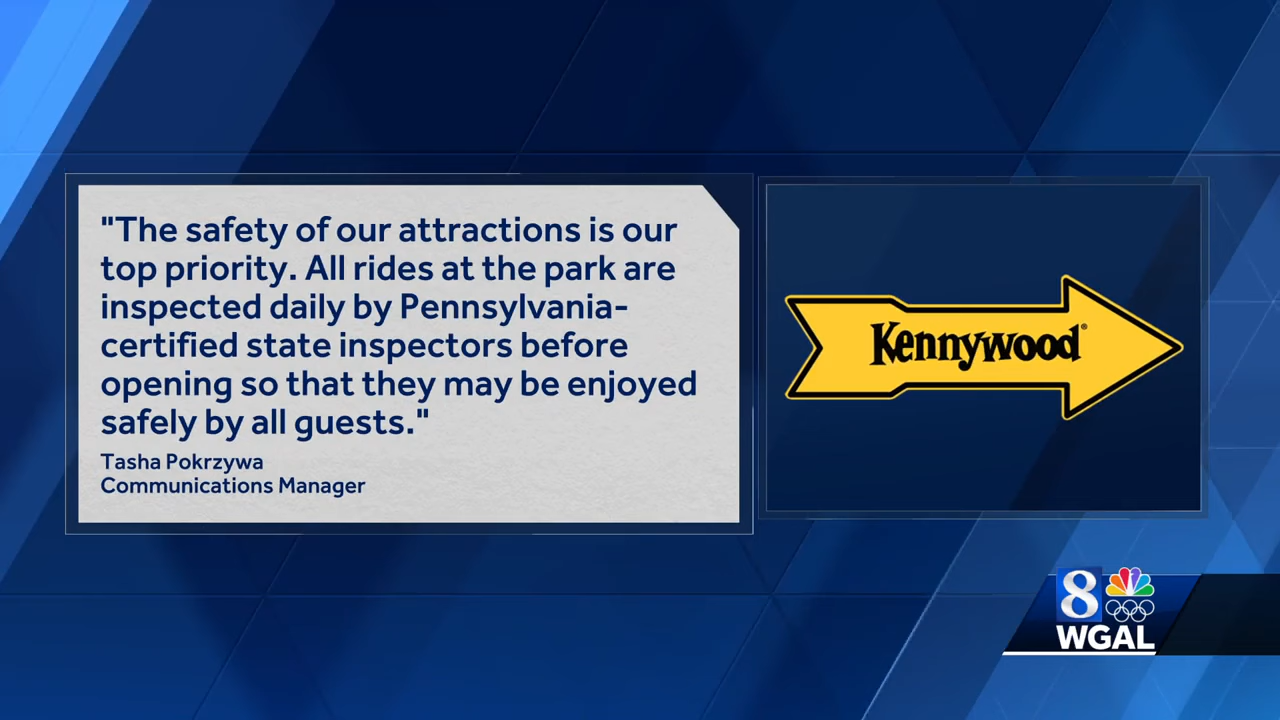 "The safety of our attractions is our
top priority. All rides at the park are
inspected daily by Pennsylvania-
certified state inspectors before
opening so that they may be enjoyed
safely by all guests."
Tasha Pokrzywa
Communications Manager
Kennywood®
8
WGAL